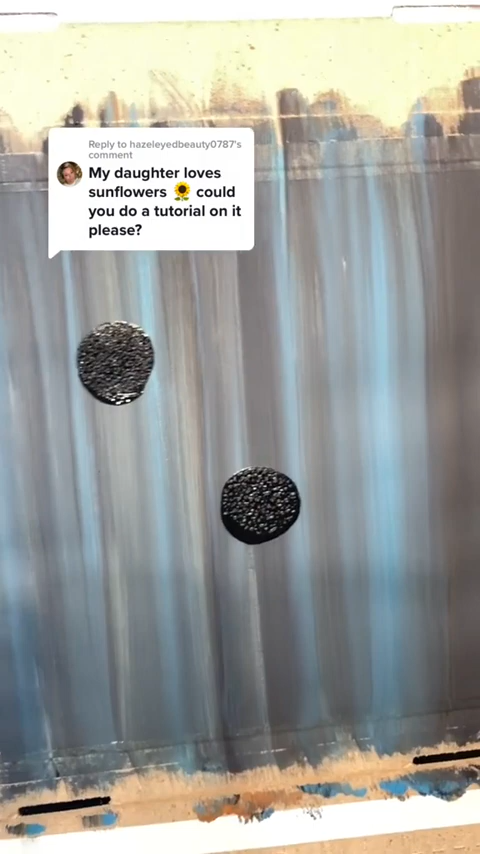 Reply to hazeleyedbeauty0787's
comment
My daughter loves
sunflowers 🌻 could
you do a tutorial on it
please?